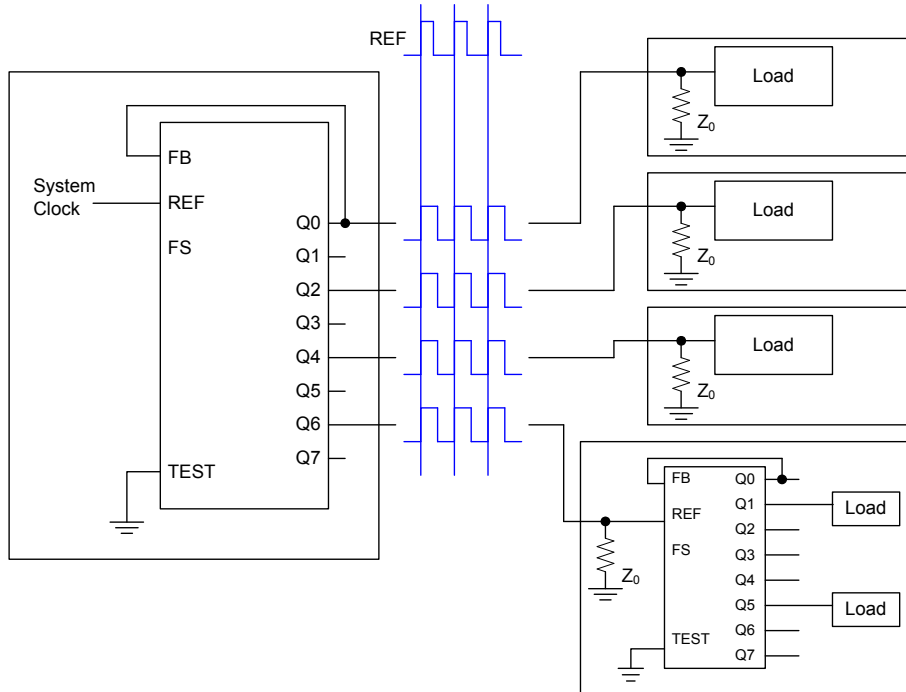 REF
System
Clock
FB
REF
FS
TEST
Q0
Q1
Q2
Q3
Q4
Q5
Q6
Q7
Load
Z₀
Load
Z₀
Load
Z₀
Z₀
FB
REF
FS
TEST
Q0
Q1
Q2
Q3
Q4
Q5
Q6
Q7
Load
Load